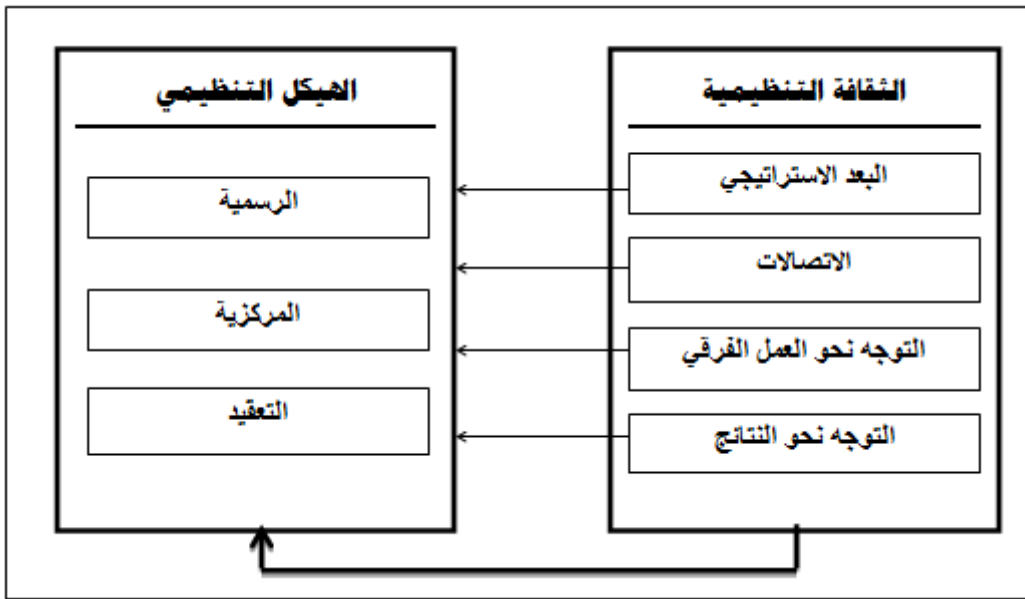 الثقافة التنظيمية
البعد الاستراتيجي
الاتصالات
التوجه نحو العمل الفرقي
التوجه نحو النتائج
الهيكل التنظيمي
الرسمية
المركزية
التعقيد